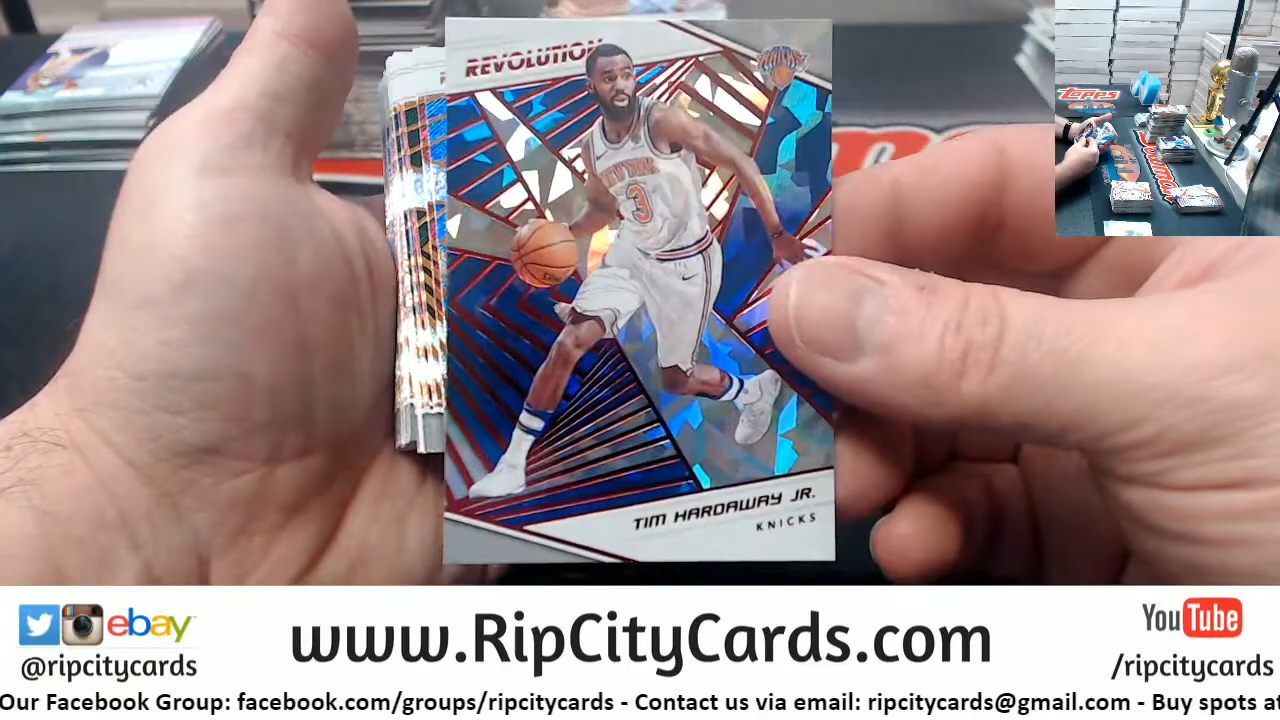 REVOLUTION
NEW YORK
3
TIM HARDAWAY JR.
KNICKS
Topps
ebay
@ripcitycards
www.RipCityCards.com
YouTube
/ripcitycards
Our Facebook Group: facebook.com/groups/ripcitycards - Contact us via email: ripcitycards@gmail.com - Buy spots at